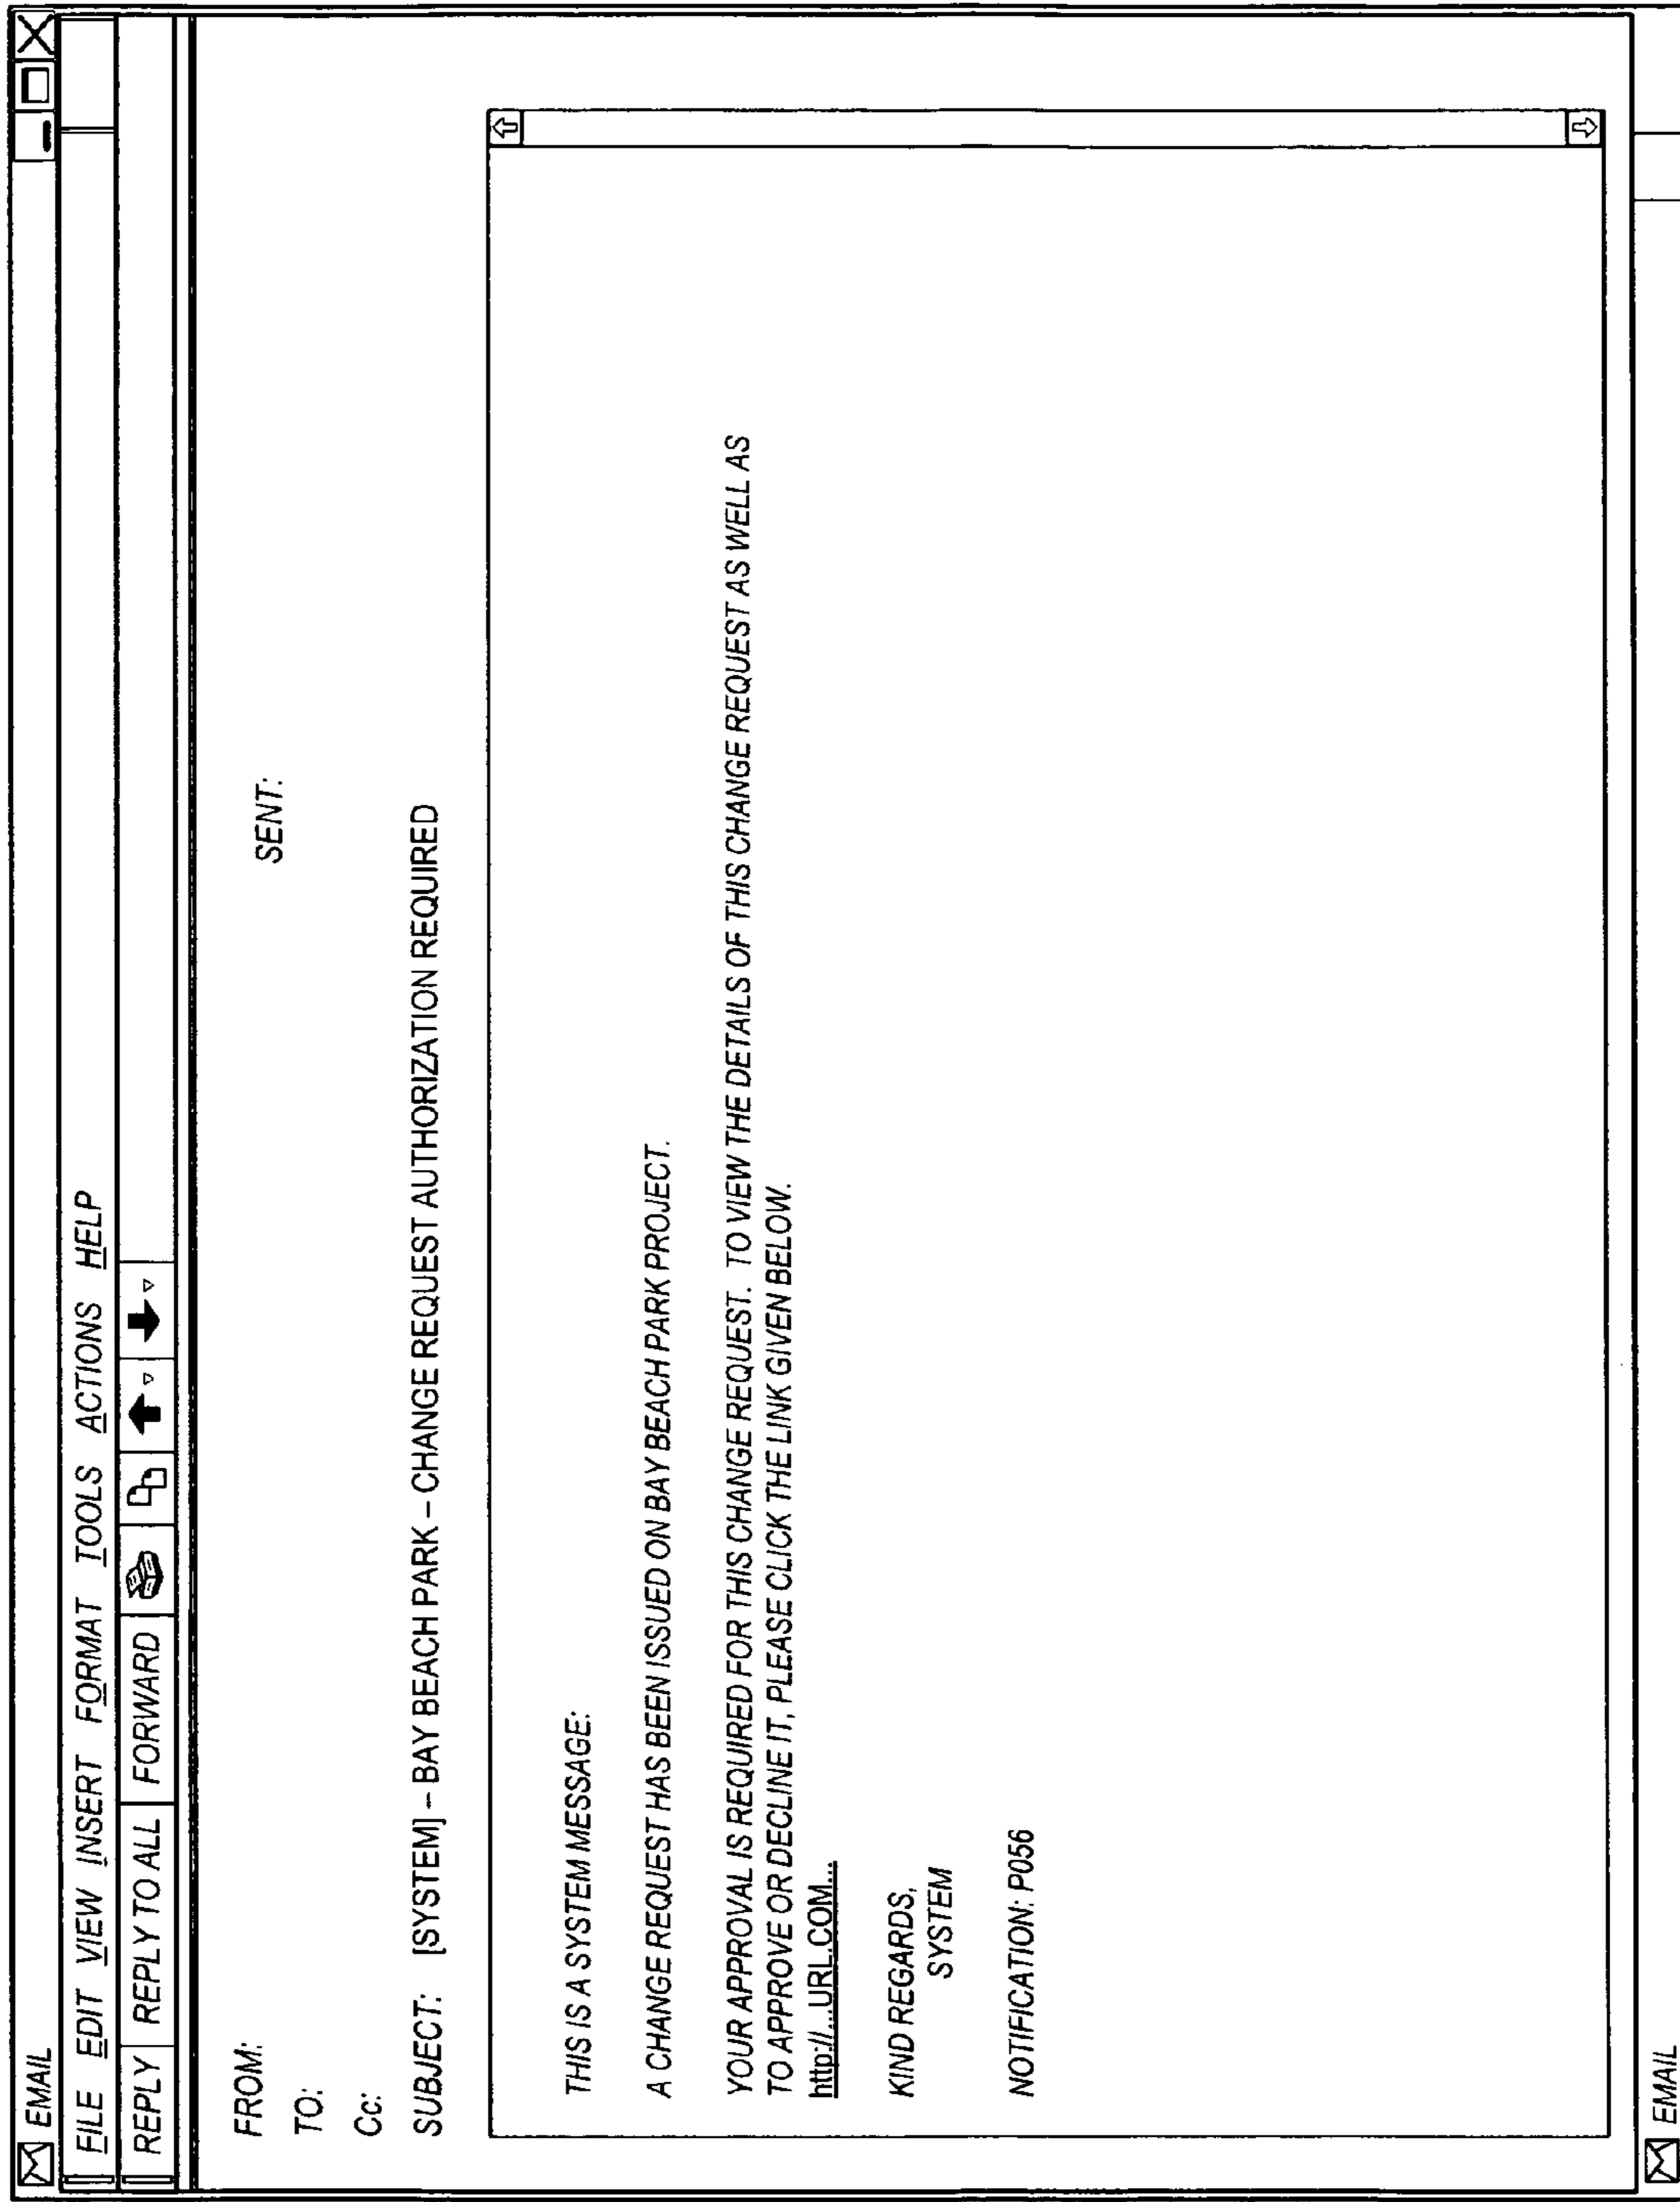 EMAIL
FILE EDIT VIEW INSERT FORMAT TOOLS ACTIONS HELP
REPLY REPLY TO ALL FORWARD
FROM:
SENT:
TO:
Cc:
SUBJECT: [SYSTEM] – BAY BEACH PARK – CHANGE REQUEST AUTHORIZATION REQUIRED
THIS IS A SYSTEM MESSAGE:
A CHANGE REQUEST HAS BEEN ISSUED ON BAY BEACH PARK PROJECT.
YOUR APPROVAL IS REQUIRED FOR THIS CHANGE REQUEST. TO VIEW THE DETAILS OF THIS CHANGE REQUEST AS WELL AS
TO APPROVE OR DECLINE IT, PLEASE CLICK THE LINK GIVEN BELOW.
http://...URL.COM...
KIND REGARDS,
SYSTEM
NOTIFICATION: P056
EMAIL